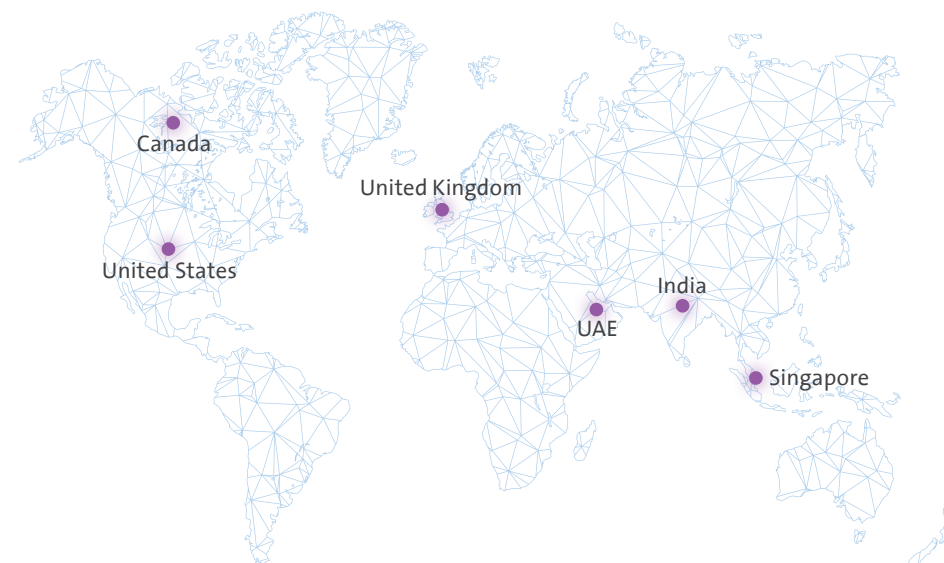 Canada
United Kingdom
United States
India
UAE
Singapore